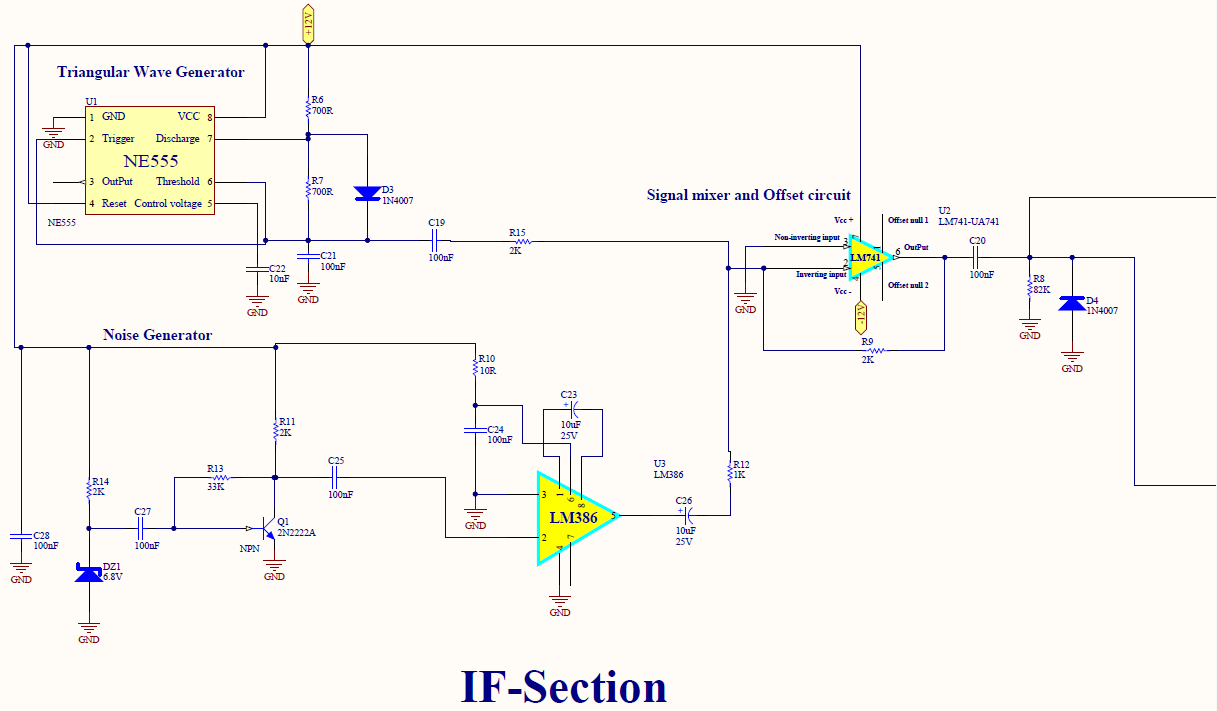 +12V
Triangular Wave Generator
U1
1 GND VCC 8
2 Trigger Discharge 7
NE555
3 OutPut Threshold 6
4 Reset Control voltage 5
NE555
GND
R6
700R
R7
700R
D3
1N4007
C19
100nF
R15
2K
C21
100nF
GND
C22
10nF
GND
Signal mixer and Offset circuit
Vcc +
Offset null 1
U2
LM741-UA741
Non-inverting input
3
7
1
LM741
6
OutPut
2
Inverting input
4
5
Vcc -
Offset null 2
GND
-12V
R9
2K
C20
100nF
R8
82K
GND
D4
1N4007
GND
Noise Generator
R10
10R
C24
100nF
GND
C23
+
10uF
25V
R11
2K
R13
33K
C25
100nF
R14
2K
C27
100nF
Q1
2N2222A
NPN
GND
C28
100nF
GND
DZ1
6.8V
GND
U3
LM386
3
1
6
8
LM386
5
2
4
7
GND
C26
+
10uF
25V
R12
1K
IF-Section